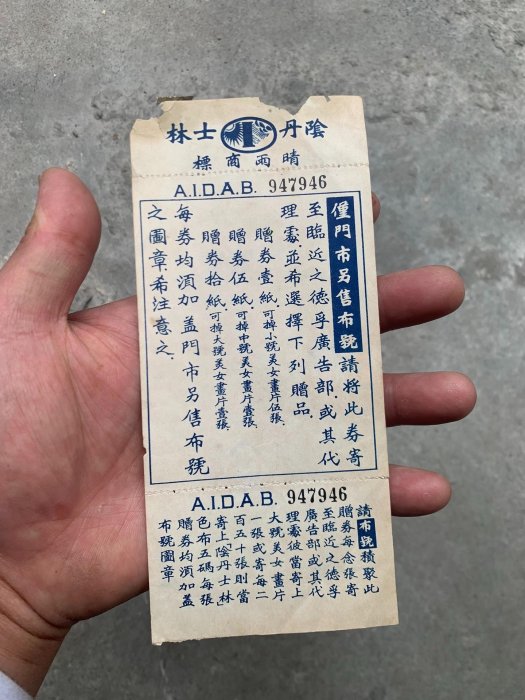 陰丹士林
晴雨商標
A.I.D.A.B. 947946
僅門市另售布號請將此券寄
至臨近之德孚廣告部．或其代
理處．並希選擇下列贈品．
贈券壹紙．可掉小號美女畫片伍張．
贈券伍紙．可掉中號美女畫片壹張．
贈券拾紙．可掉大號美女畫片壹張．
每券均須加蓋門市另售布號
之圖章希注意之．
A.I.D.A.B. 947946
請布號積聚此
贈券每念張寄
至臨近之德孚
廣告部或其代
理處彼當寄上
大號美女畫片
一張或寄每二
百五十張則當
寄上陰丹士林
色布五碼每張
贈券均須加蓋
布號圖章